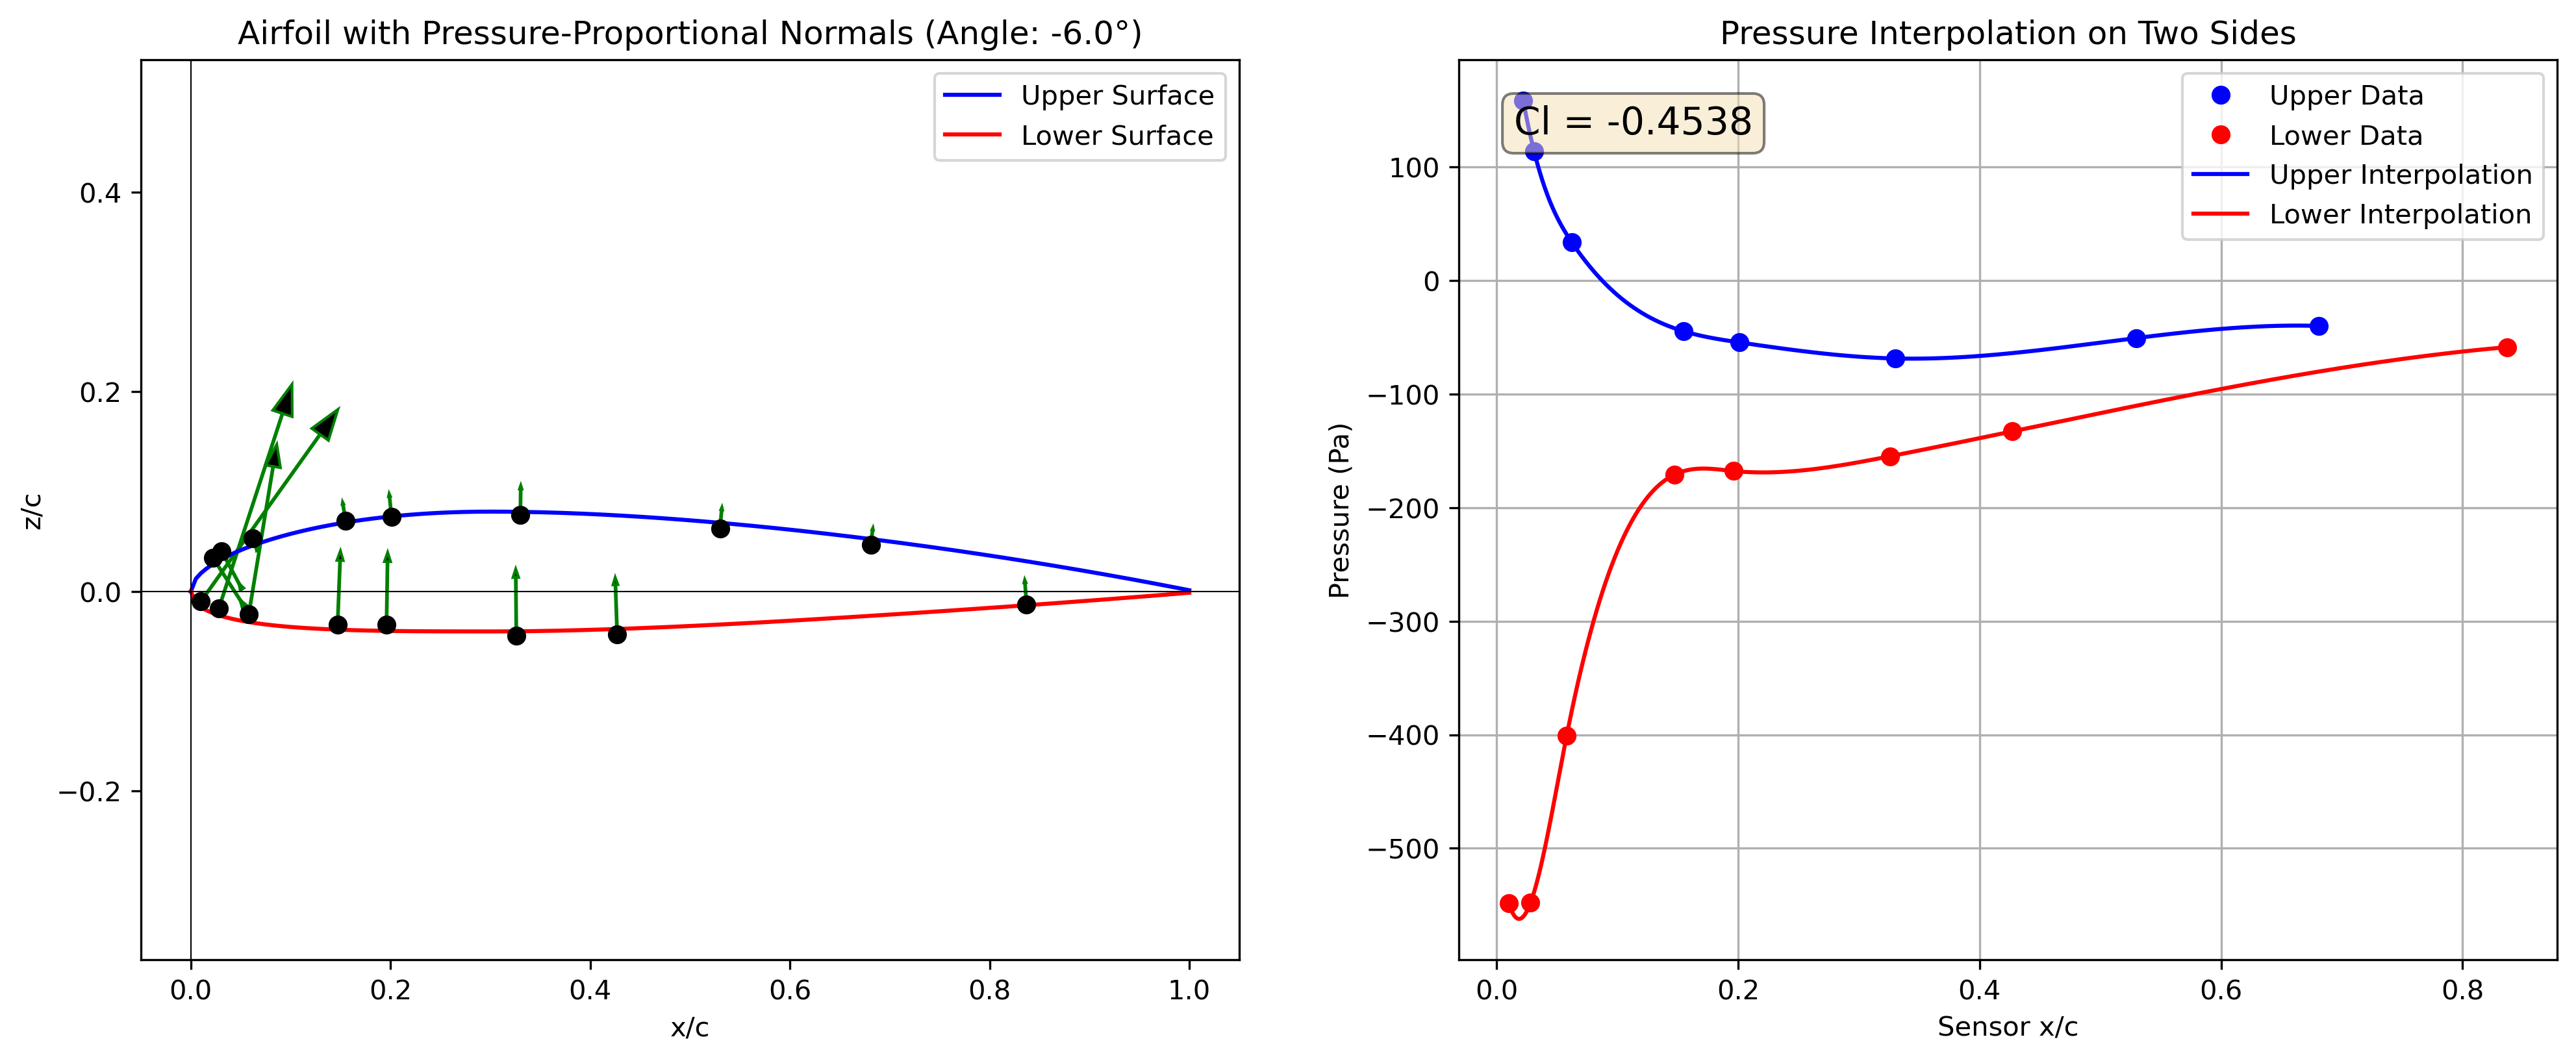 Airfoil with Pressure-Proportional Normals (Angle: -6.0°)
Upper Surface
Lower Surface
z/c
0.4
0.2
0.0
−0.2
0.0
0.2
0.4
0.6
0.8
1.0
x/c
Pressure Interpolation on Two Sides
Cl = -0.4538
Upper Data
Lower Data
Upper Interpolation
Lower Interpolation
Pressure (Pa)
100
0
−100
−200
−300
−400
−500
0.0
0.2
0.4
0.6
0.8
Sensor x/c